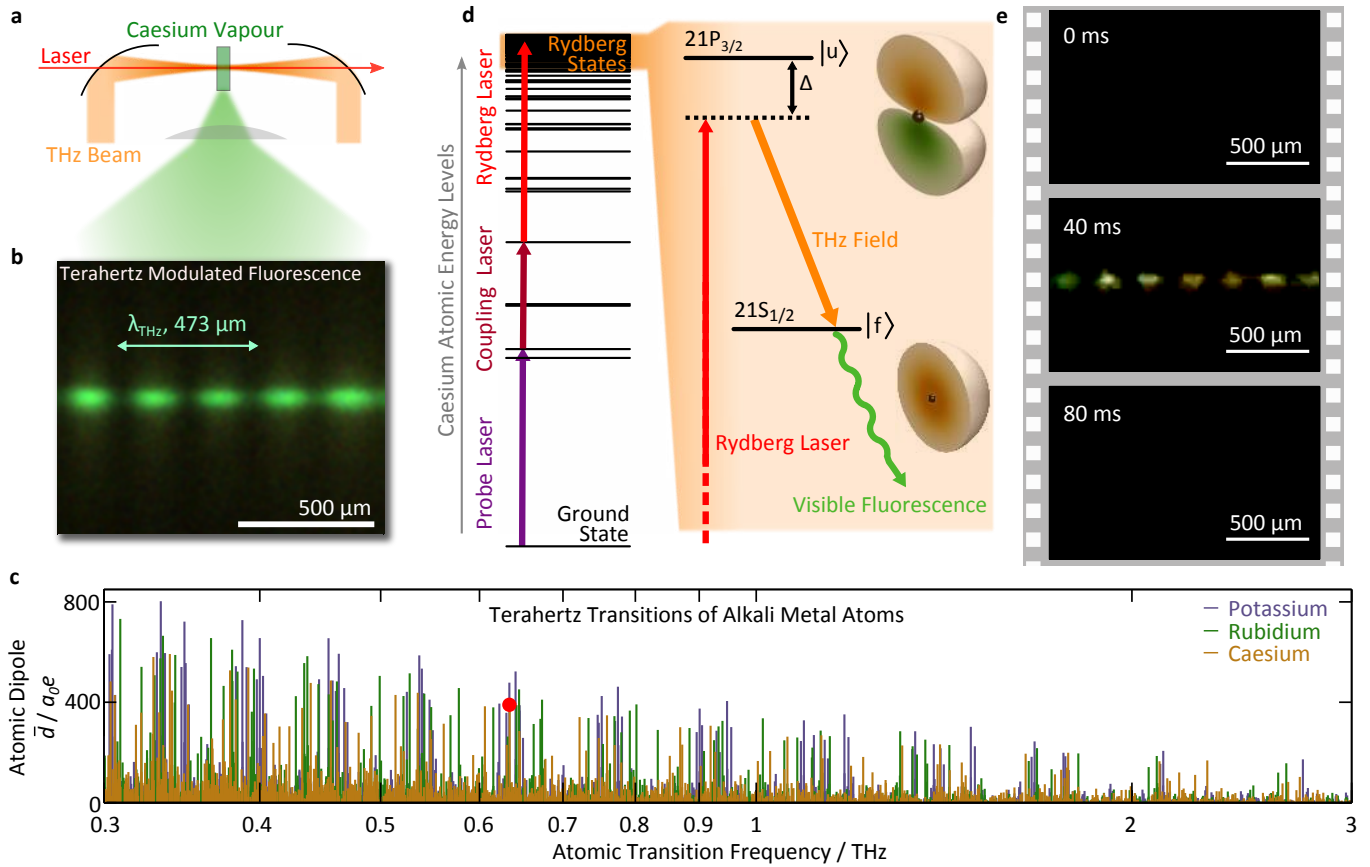 a
Caesium Vapour
Laser
THz Beam
b
Terahertz Modulated Fluorescence
λTHz, 473 µm
500 µm
d
Caesium Atomic Energy Levels
Probe Laser
Coupling Laser
Rydberg Laser
Rydberg
States
Ground
State
21P3/2
|u⟩
Δ
THz Field
21S1/2
|f⟩
Rydberg Laser
Visible Fluorescence
e
0 ms
500 µm
40 ms
500 µm
80 ms
500 µm
c
Terahertz Transitions of Alkali Metal Atoms
Potassium
Rubidium
Caesium
Atomic Dipole
d̅ / a0e
800
400
0
0.3 0.4 0.5 0.6 0.7 0.8 0.9 1 2 3
Atomic Transition Frequency / THz